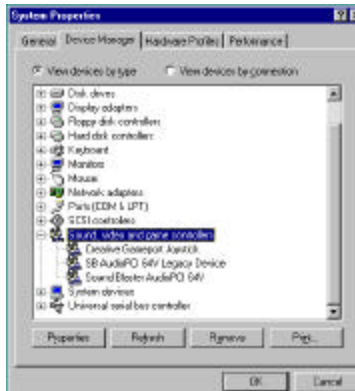 System Properties
General Device Manager Hardware Profiles Performance
View devices by type View devices by connection
Disk drives
Display adapters
Floppy disk controllers
Hard disk controllers
Keyboard
Monitors
Mouse
Network adapters
Ports (COM & LPT)
SCSI controllers
Sound, video and game controllers
Creative Gameport Joystick
SB AudioPCI 64V Legacy Device
Sound Blaster AudioPCI 64V
System devices
Universal serial bus controller
Properties Refresh Remove Print...
OK Cancel